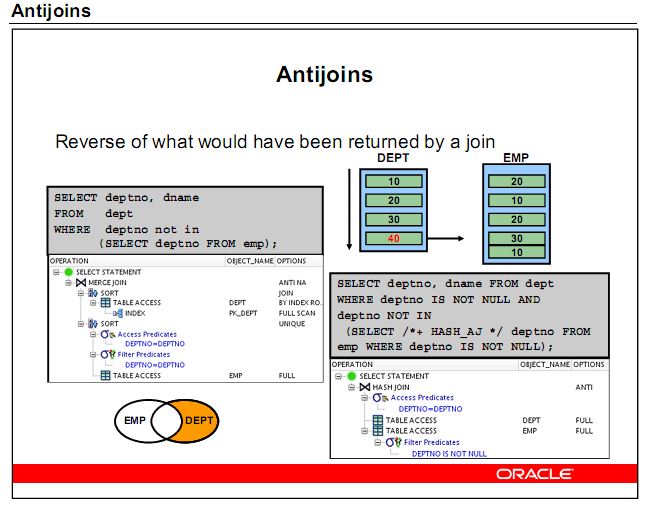 Antijoins
Antijoins
Reverse of what would have been returned by a join
DEPT
EMP
10
20
30
40
20
10
20
30
10
SELECT deptno, dname
FROM dept
WHERE deptno not in
(SELECT deptno FROM emp);
OPERATION OBJECT_NAME OPTIONS
SELECT STATEMENT
MERGE JOIN ANTI NA
SORT JOIN
TABLE ACCESS DEPT BY INDEX RO..
INDEX PK_DEPT FULL SCAN
SORT UNIQUE
Access Predicates
DEPTNO=DEPTNO
Filter Predicates
DEPTNO=DEPTNO
TABLE ACCESS EMP FULL
EMP DEPT
SELECT deptno, dname FROM dept
WHERE deptno IS NOT NULL AND
deptno NOT IN
(SELECT /*+ HASH_AJ */ deptno FROM
emp WHERE deptno IS NOT NULL);
OPERATION OBJECT_NAME OPTIONS
SELECT STATEMENT
HASH JOIN ANTI
Access Predicates
DEPTNO=DEPTNO
TABLE ACCESS DEPT FULL
TABLE ACCESS EMP FULL
Filter Predicates
DEPTNO IS NOT NULL
ORACLE